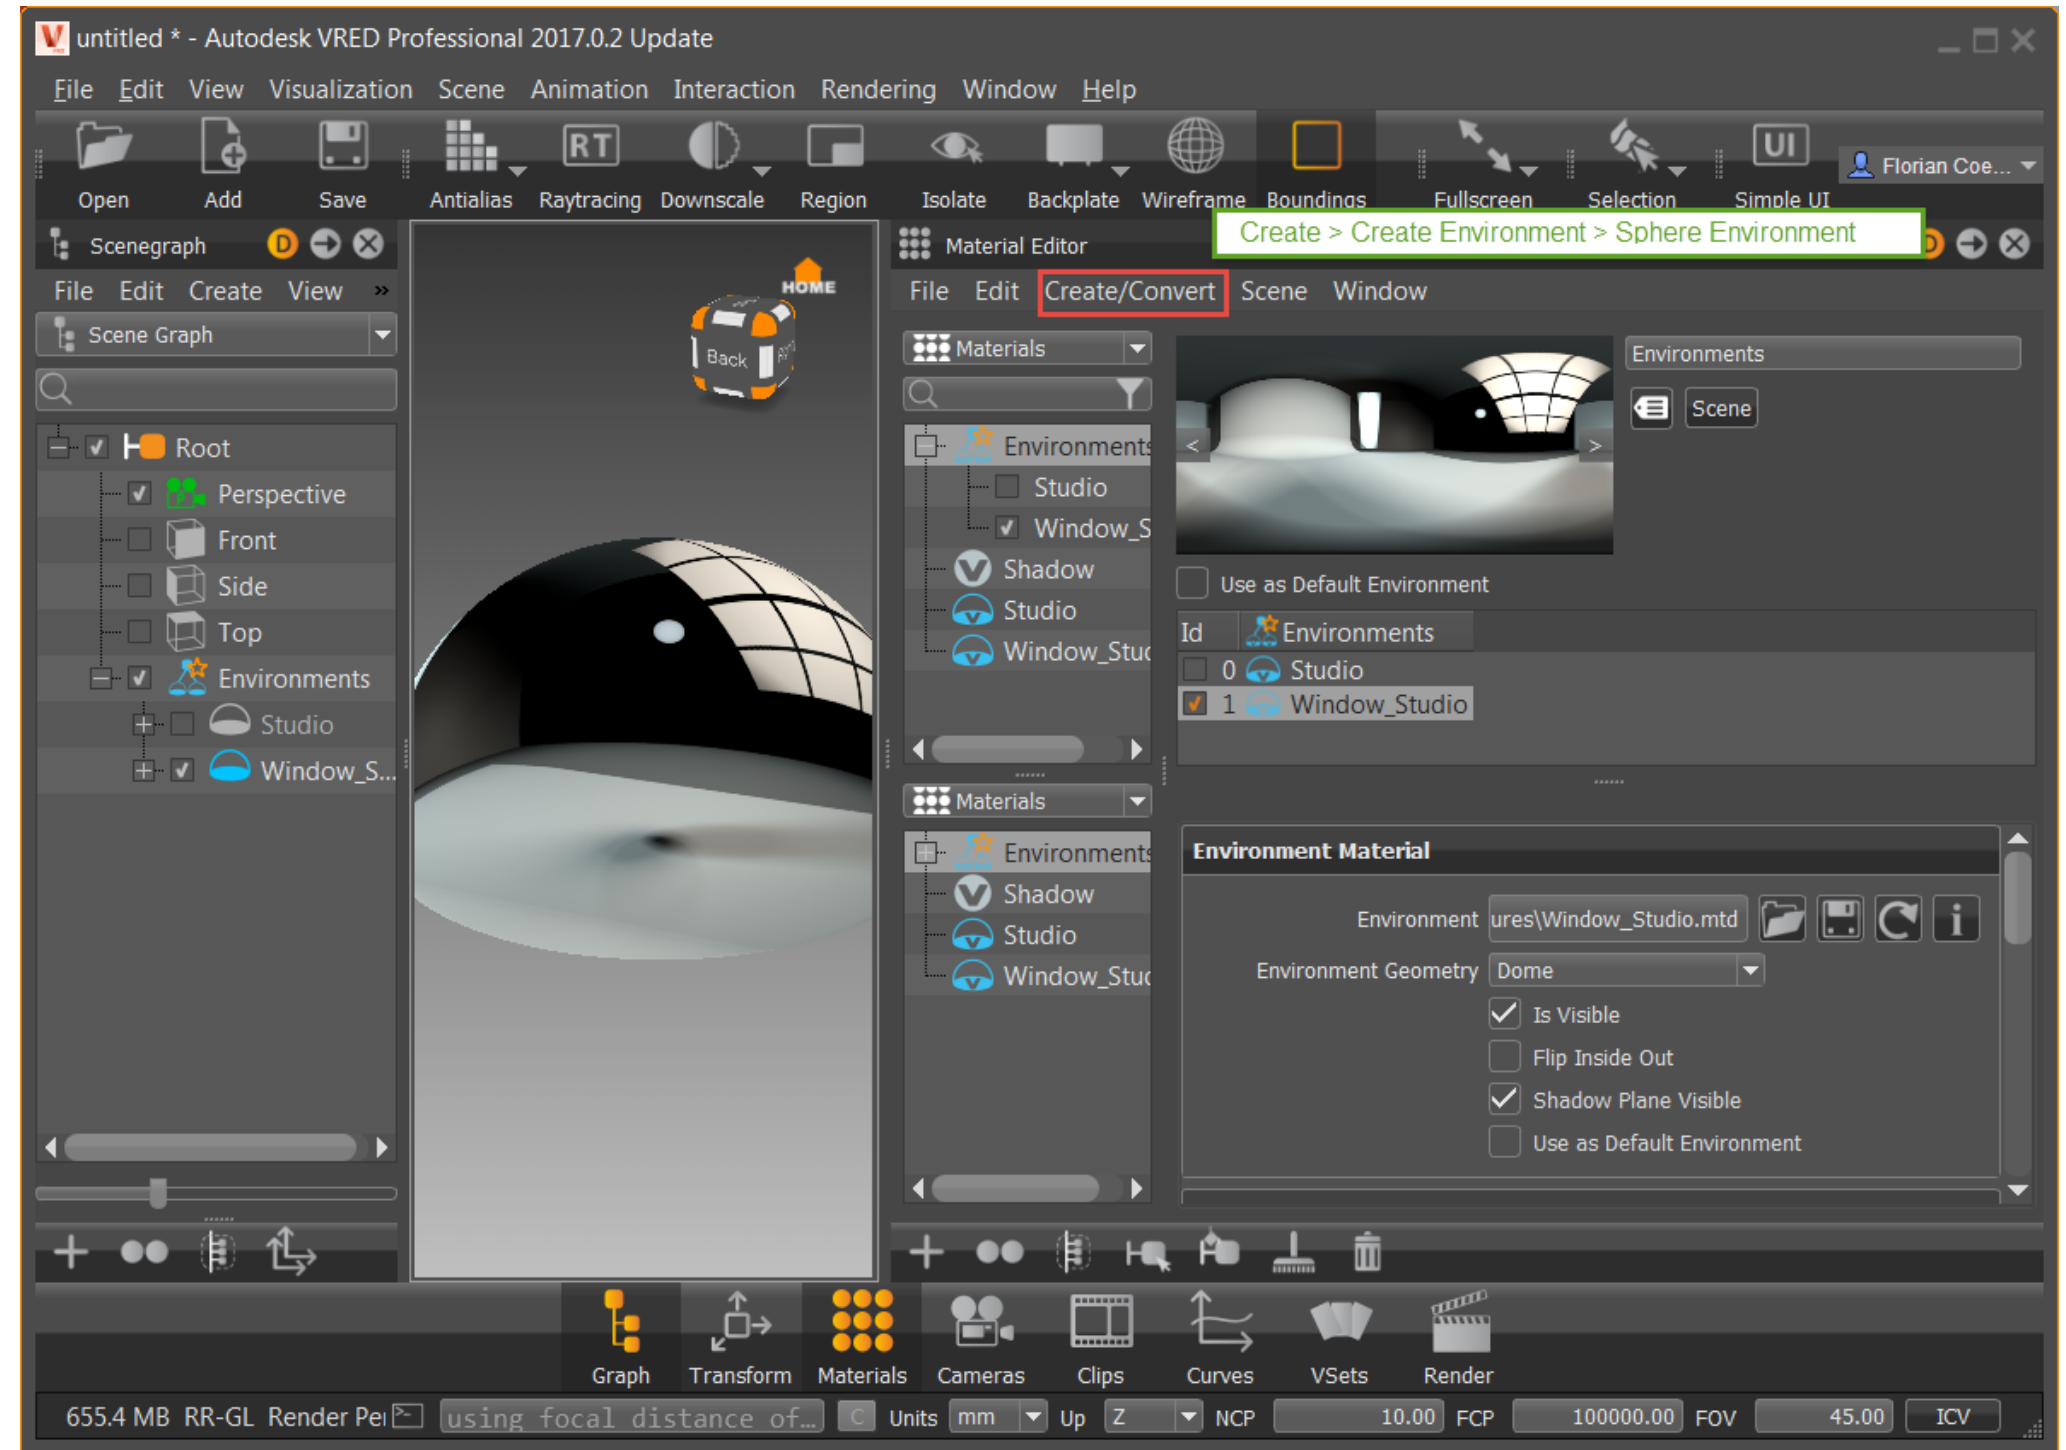 untitled * - Autodesk VRED Professional 2017.0.2 Update
File Edit View Visualization Scene Animation Interaction Rendering Window Help
RT UI
Florian Coe...
Open Add Save Antialias Raytracing Downscale Region Isolate Backplate Wireframe Boundings Fullscreen Selection Simple UI
Create > Create Environment > Sphere Environment
Scenegraph D
File Edit Create View »
Scene Graph
Root
Perspective
Front
Side
Top
Environments
Studio
Window_S...
HOME
Back
Material Editor
File Edit Create/Convert Scene Window
Materials
Environments
Studio
Window_S
Shadow
Studio
Window_Stud
Materials
Environments
Shadow
Studio
Window_Stud
< >
Environments
Scene
Use as Default Environment
Id Environments
0 Studio
1 Window_Studio
Environment Material
Environment ures\Window_Studio.mtd
Environment Geometry Dome
Is Visible
Flip Inside Out
Shadow Plane Visible
Use as Default Environment
Graph Transform Materials Cameras Clips Curves VSets Render
655.4 MB RR-GL Render Per using focal distance of… C Units mm Up Z NCP 10.00 FCP 100000.00 FOV 45.00 ICV